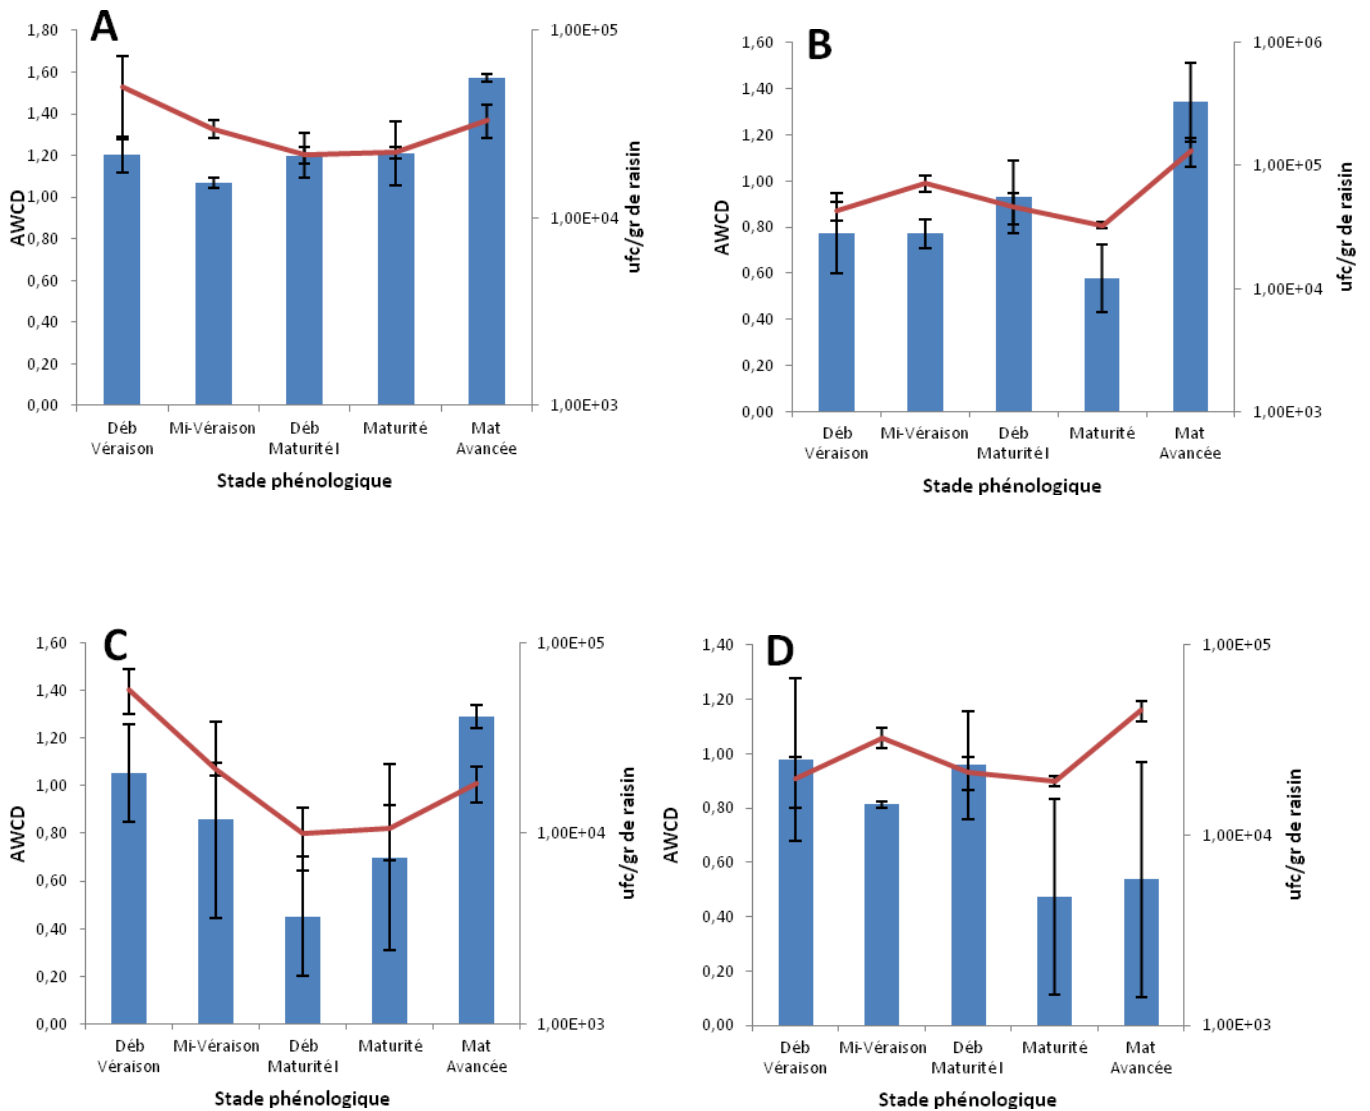 A
1,80
1,60
1,40
1,20
1,00
0,80
0,60
0,40
0,20
0,00
AWCD
1,00E+05
1,00E+04
1,00E+03
ufc/gr de raisin
Déb Mi-Véraison Déb Maturité Mat
Véraison Maturité I Avancée
Stade phénologique
B
1,60
1,40
1,20
1,00
0,80
0,60
0,40
0,20
0,00
AWCD
1,00E+06
1,00E+05
1,00E+04
1,00E+03
ufc/gr de raisin
Déb Mi-Véraison Déb Maturité Mat
Véraison Maturité I Avancée
Stade phénologique
C
1,60
1,40
1,20
1,00
0,80
0,60
0,40
0,20
0,00
AWCD
1,00E+05
1,00E+04
1,00E+03
ufc/gr de raisin
Déb Mi-Véraison Déb Maturité Mat
Véraison Maturité I Avancée
Stade phénologique
D
1,40
1,20
1,00
0,80
0,60
0,40
0,20
0,00
AWCD
1,00E+05
1,00E+04
1,00E+03
ufc/gr de raisin
Déb Mi-Véraison Déb Maturité Mat
Véraison Maturité I Avancée
Stade phénologique